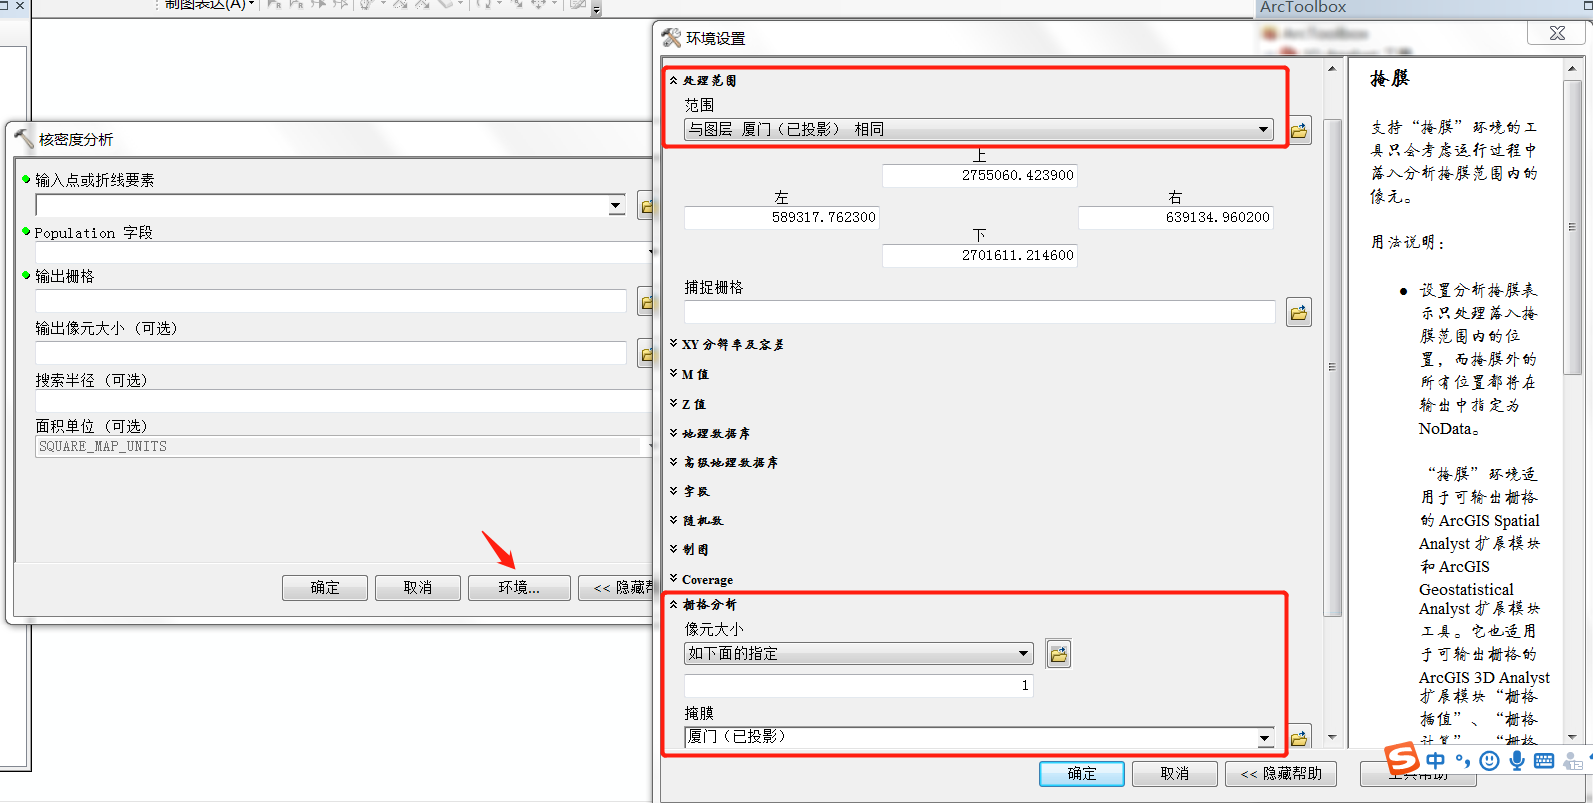 制图表达(A)
ArcToolbox
环境设置
处理范围
范围
与图层 厦门（已投影） 相同
上
2755060.423900
左
右
589317.762300
639134.960200
下
2701611.214600
捕捉栅格
XY 分辨率及容差
M 值
Z 值
地理数据库
高级地理数据库
字段
随机数
制图
Coverage
栅格分析
像元大小
如下面的指定
1
掩膜
厦门（已投影）
确定
取消
<< 隐藏帮助
工具帮助
核密度分析
输入点或折线要素
Population 字段
输出栅格
输出像元大小 (可选)
搜索半径 (可选)
面积单位 (可选)
SQUARE_MAP_UNITS
确定
取消
环境...
<< 隐藏帮
掩膜
支持“掩膜”环境的工
具只会考虑运行过程中
落入分析掩膜范围内的
像元。
用法说明：
● 设置分析掩膜表
示只处理落入掩
膜范围内的位
置，而掩膜外的
所有位置都将在
输出中指定为
NoData。
“掩膜”环境适
用于可输出栅格
的 ArcGIS Spatial
Analyst 扩展模块
和 ArcGIS
Geostatistical
Analyst 扩展模块
工具。它也适用
于可输出栅格的
ArcGIS 3D Analyst
扩展模块“栅格
插值”、“栅格
计算”、“栅格
S 中